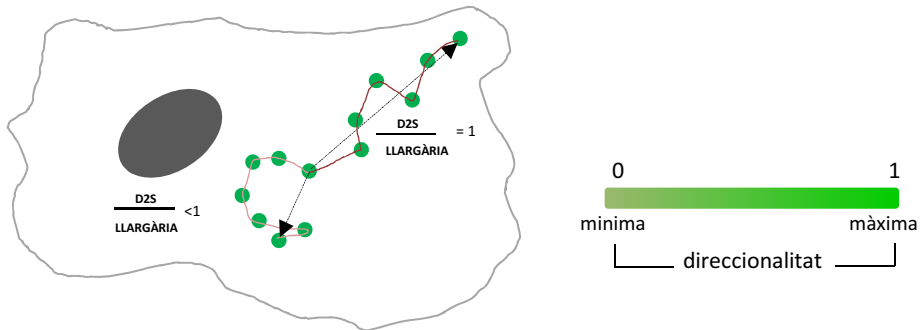 D2S
LLARGÀRIA
= 1
D2S
LLARGÀRIA
<1
0
1
minima
màxima
direccionalitat